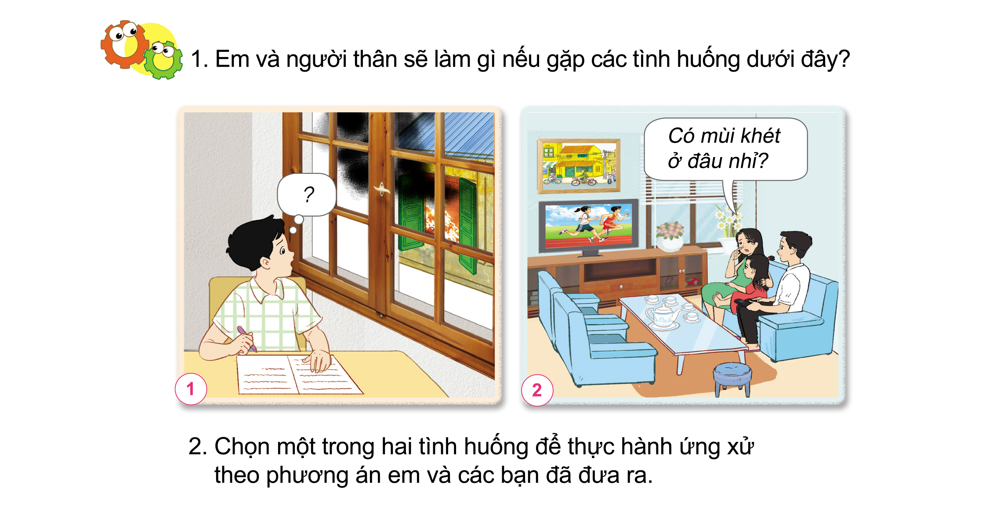 1. Em và người thân sẽ làm gì nếu gặp các tình huống dưới đây?
?
1
Có mùi khét
ở đâu nhỉ?
2
2. Chọn một trong hai tình huống để thực hành ứng xử
theo phương án em và các bạn đã đưa ra.